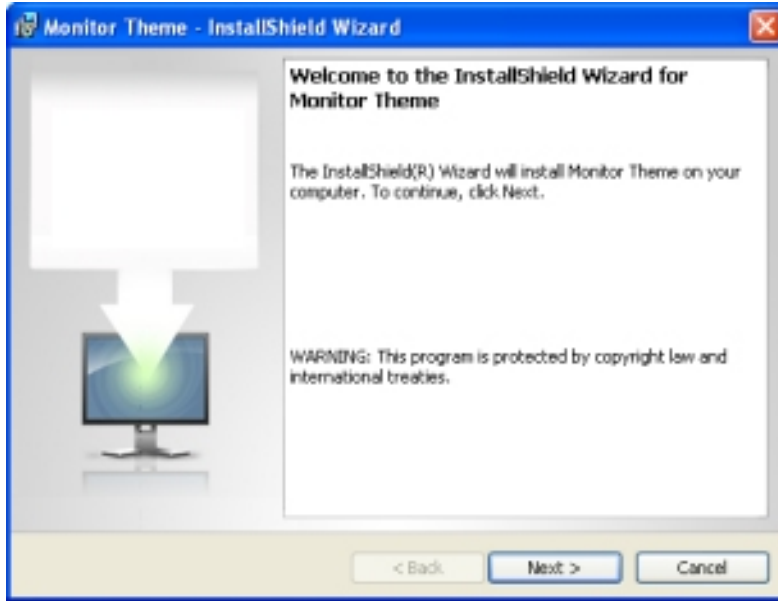 Monitor Theme - InstallShield Wizard
Welcome to the InstallShield Wizard for
Monitor Theme
The InstallShield(R) Wizard will install Monitor Theme on your
computer. To continue, click Next.
WARNING: This program is protected by copyright law and
international treaties.
< Back
Next >
Cancel